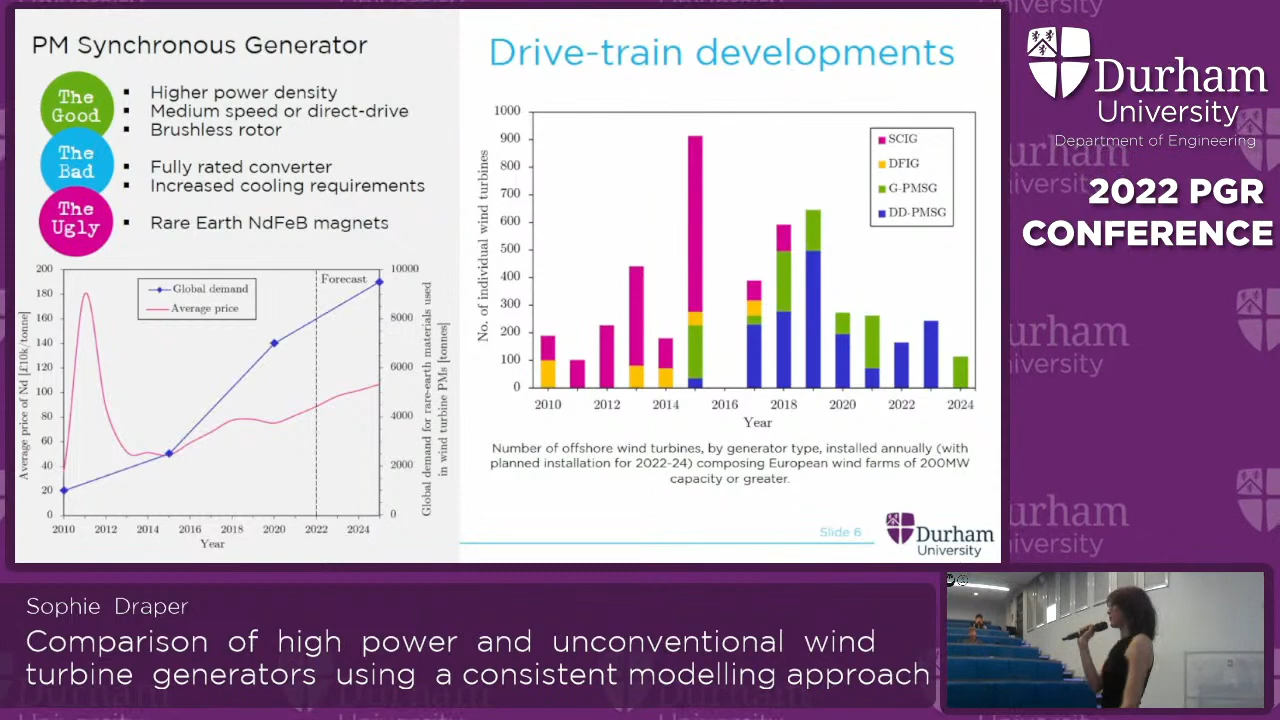 PM Synchronous Generator
The Good
Higher power density
Medium speed or direct-drive
Brushless rotor
The Bad
Fully rated converter
Increased cooling requirements
The Ugly
Rare Earth NdFeB magnets
200
180
160
140
120
100
80
60
40
20
0
Average price of Nd [£10k/tonne]
Global demand
Average price
Forecast
10000
8000
6000
4000
2000
0
Global demand for rare-earth materials used
in wind turbine PMs [tonnes]
2010 2012 2014 2016 2018 2020 2022 2024
Year
Drive-train developments
1000
900
800
700
600
500
400
300
200
100
0
No. of individual wind turbines
SCIG
DFIG
G-PMSG
DD-PMSG
2010 2012 2014 2016 2018 2020 2022 2024
Year
Number of offshore wind turbines, by generator type, installed annually (with
planned installation for 2022-24) composing European wind farms of 200MW
capacity or greater.
Slide 6
Durham
University
Durham
University
Department of Engineering
2022 PGR
CONFERENCE
Sophie Draper
Comparison of high power and unconventional wind
turbine generators using a consistent modelling approach